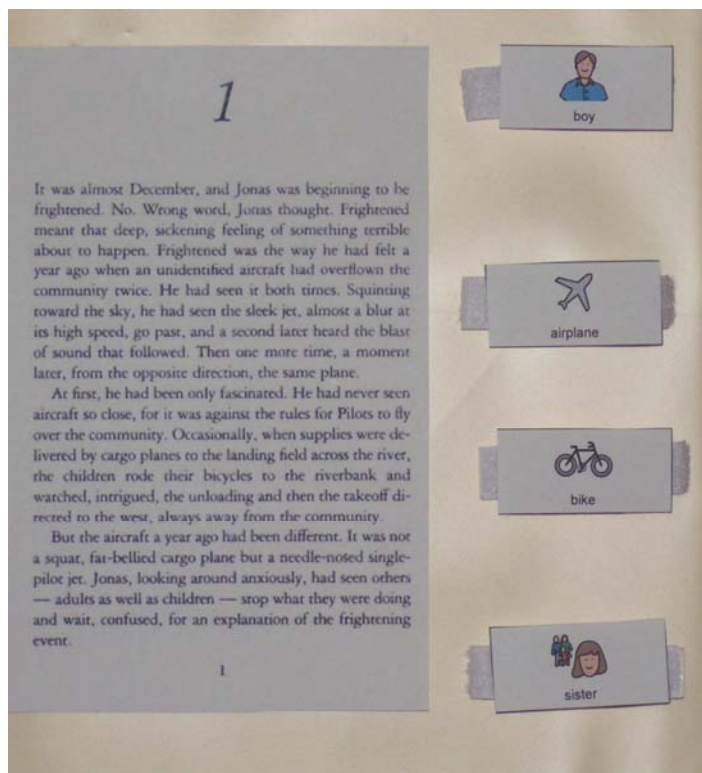 1
It was almost December, and Jonas was beginning to be
frightened. No. Wrong word, Jonas thought. Frightened
meant that deep, sickening feeling of something terrible
about to happen. Frightened was the way he had felt a
year ago when an unidentified aircraft had overflown the
community twice. He had seen it both times. Squinting
toward the sky, he had seen the sleek jet, almost a blur at
its high speed, go past, and a second later heard the blast
of sound that followed. Then one more time, a moment
later, from the opposite direction, the same plane.
At first, he had been only fascinated. He had never seen
aircraft so close, for it was against the rules for Pilots to fly
over the community. Occasionally, when supplies were de-
livered by cargo planes to the landing field across the river,
the children rode their bicycles to the riverbank and
watched, intrigued, the unloading and then the takeoff di-
rected to the west, always away from the community.
But the aircraft a year ago had been different. It was not
a squat, fat-bellied cargo plane but a needle-nosed single-
pilot jet. Jonas, looking around anxiously, had seen others
— adults as well as children — stop what they were doing
and wait, confused, for an explanation of the frightening
event.
1
boy
airplane
bike
sister